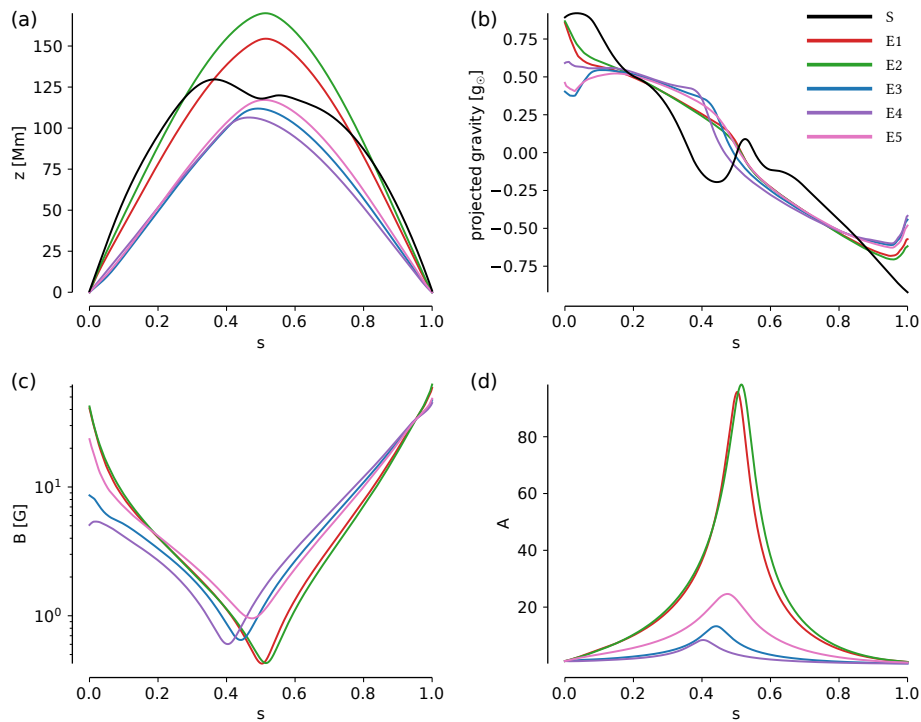 (a)
z [Mm]
150
125
100
75
50
25
0
0.0 0.2 0.4 0.6 0.8 1.0
s
(b)
projected gravity [g☉]
0.75
0.50
0.25
0.00
−0.25
−0.50
−0.75
0.0 0.2 0.4 0.6 0.8 1.0
s
S
E1
E2
E3
E4
E5
(c)
B [G]
10¹
10⁰
0.0 0.2 0.4 0.6 0.8 1.0
s
(d)
A
80
60
40
20
0.0 0.2 0.4 0.6 0.8 1.0
s